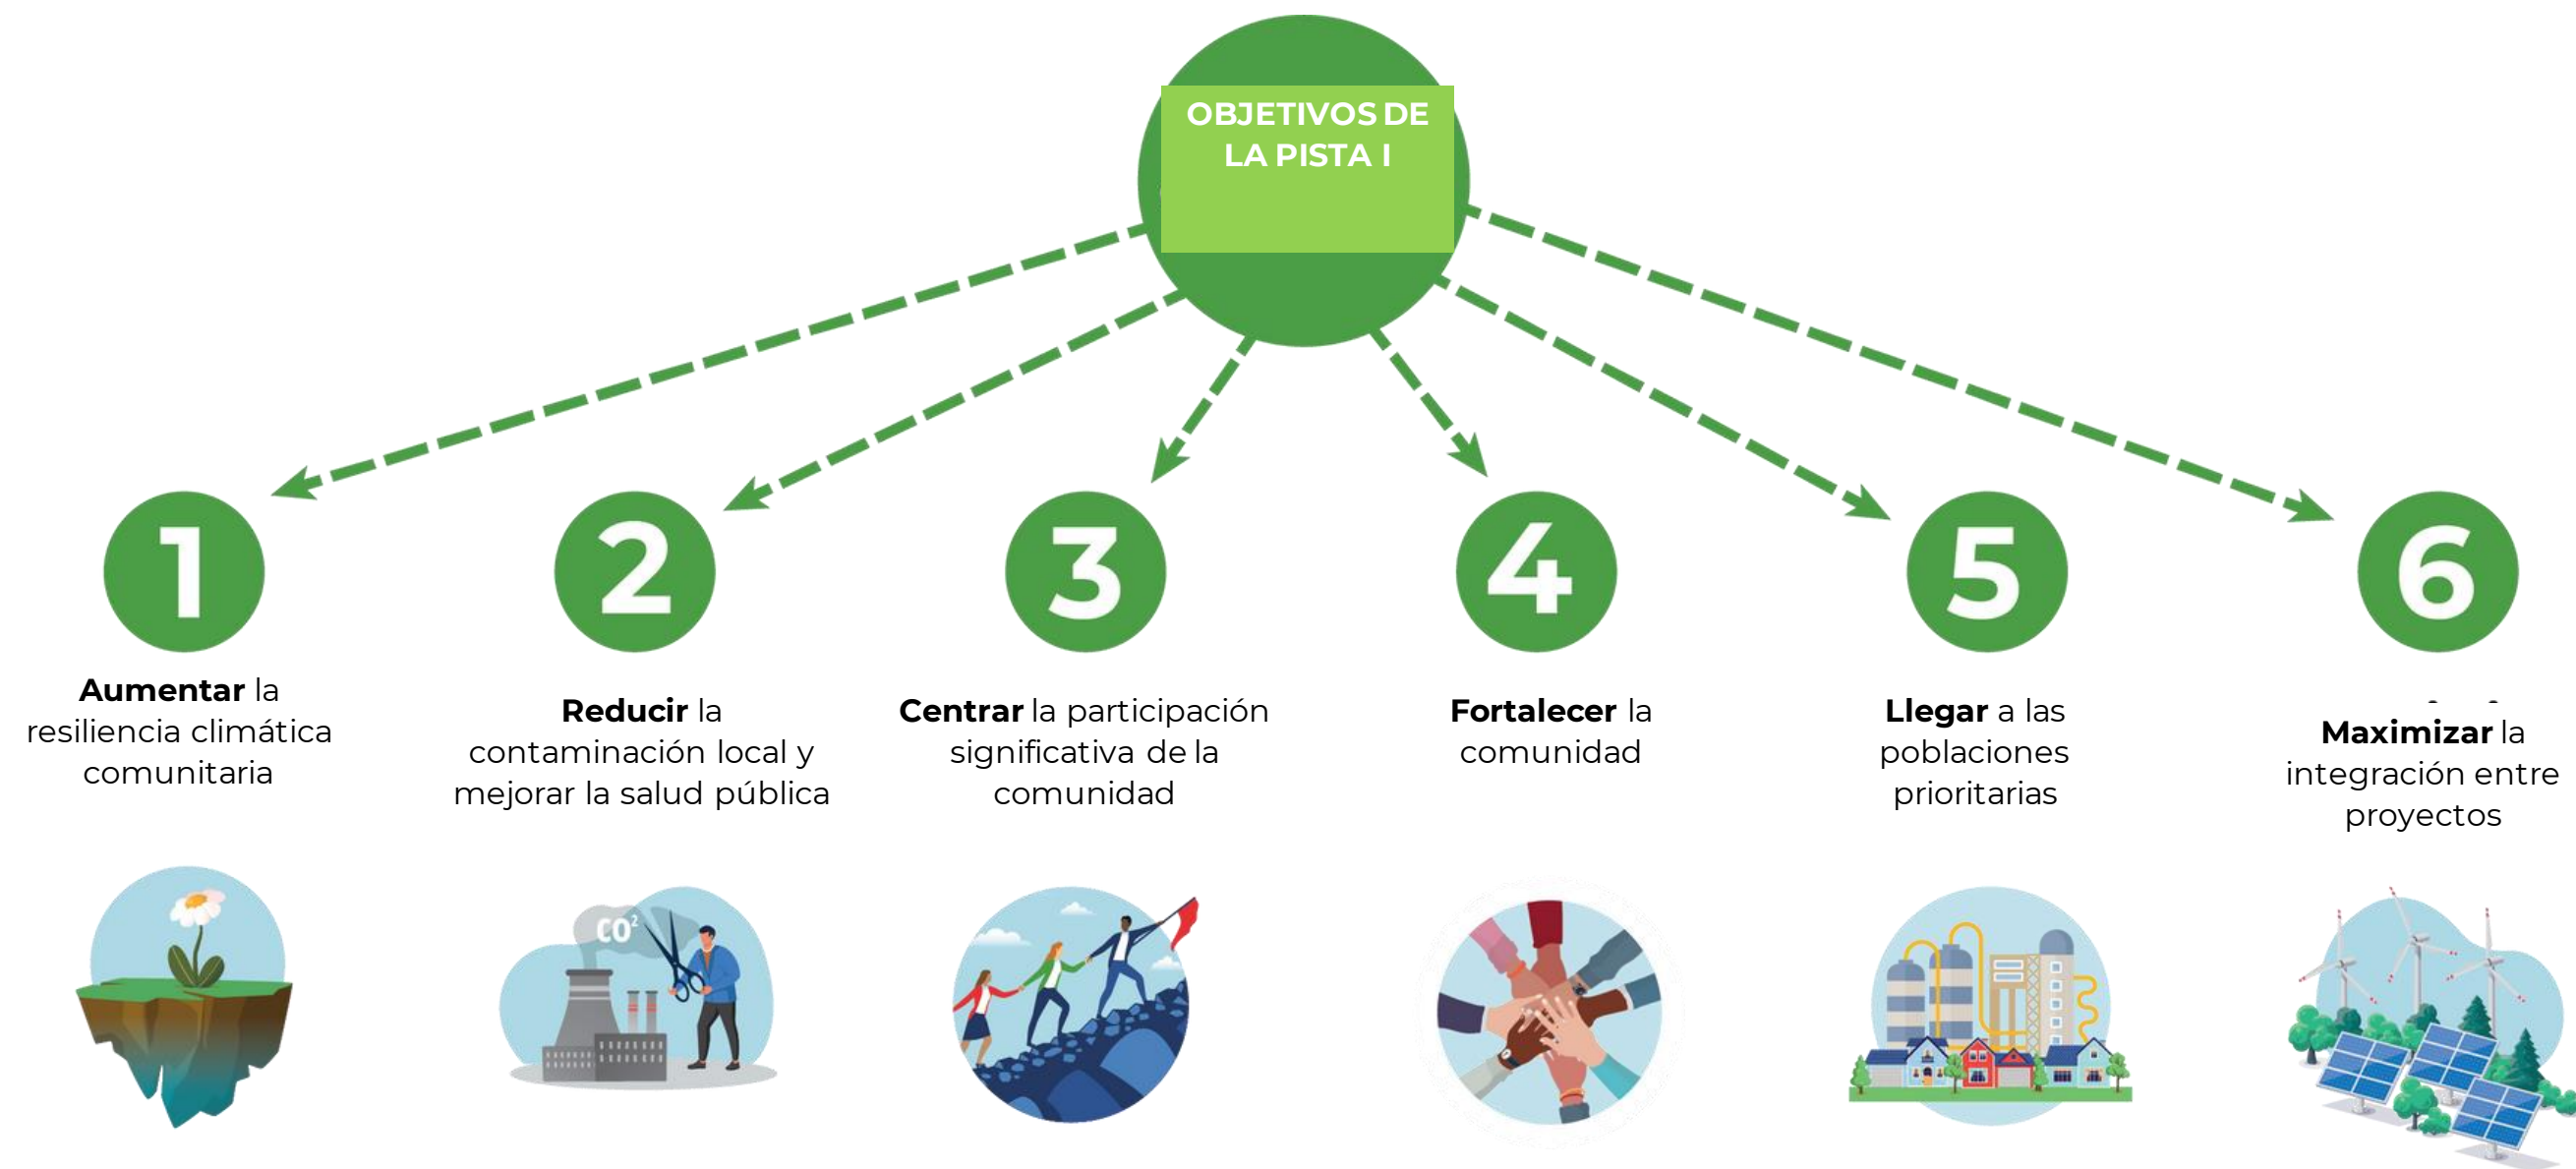 OBJETIVOS DE
LA PISTA I
1
2
3
4
5
6
Aumentar la
resiliencia climática
comunitaria
Reducir la
contaminación local y
mejorar la salud pública
Centrar la participación
significativa de la
comunidad
Fortalecer la
comunidad
Llegar a las
poblaciones
prioritarias
Maximizar la
integración entre
proyectos
CO²